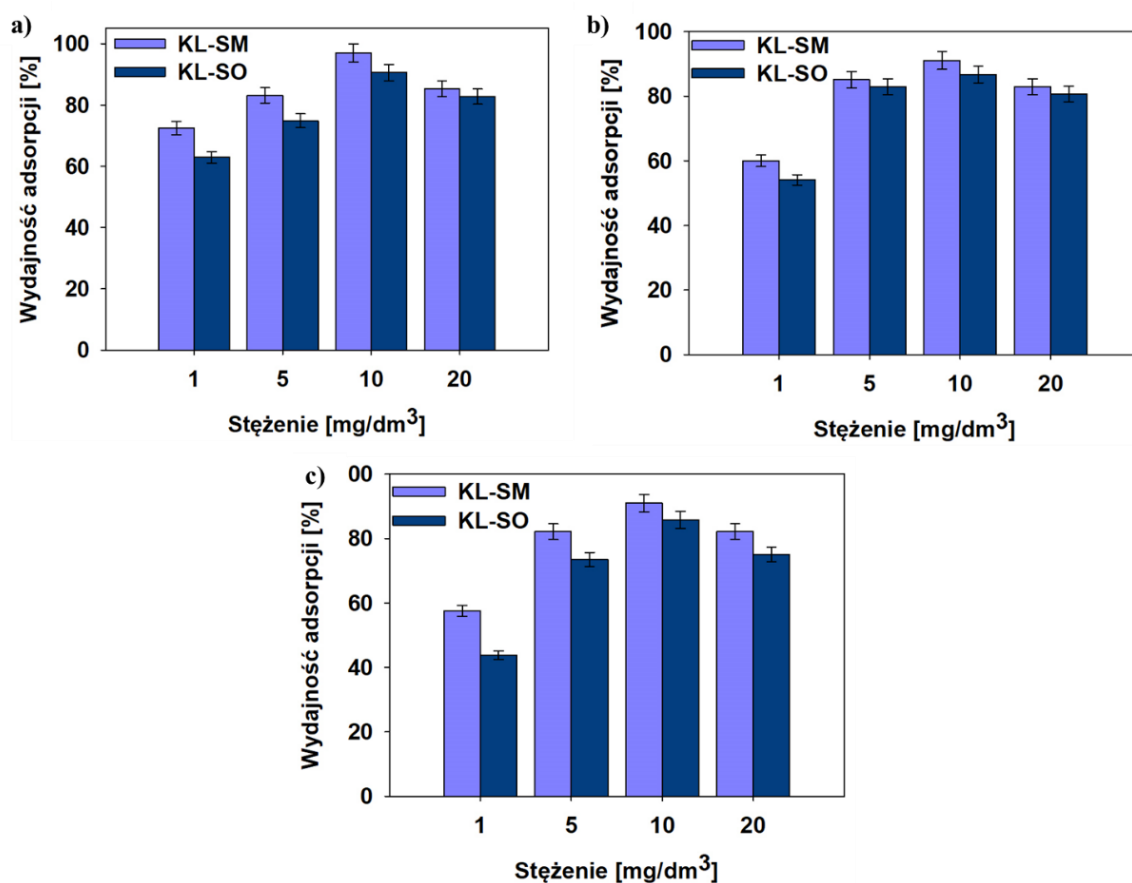 a)
Wydajność adsorpcji [%]
100
80
60
40
20
0
KL-SM
KL-SO
1 5 10 20
Stężenie [mg/dm³]
b)
Wydajność adsorpcji [%]
100
80
60
40
20
0
KL-SM
KL-SO
1 5 10 20
Stężenie [mg/dm³]
c)
Wydajność adsorpcji [%]
00
80
60
40
20
0
KL-SM
KL-SO
1 5 10 20
Stężenie [mg/dm³]